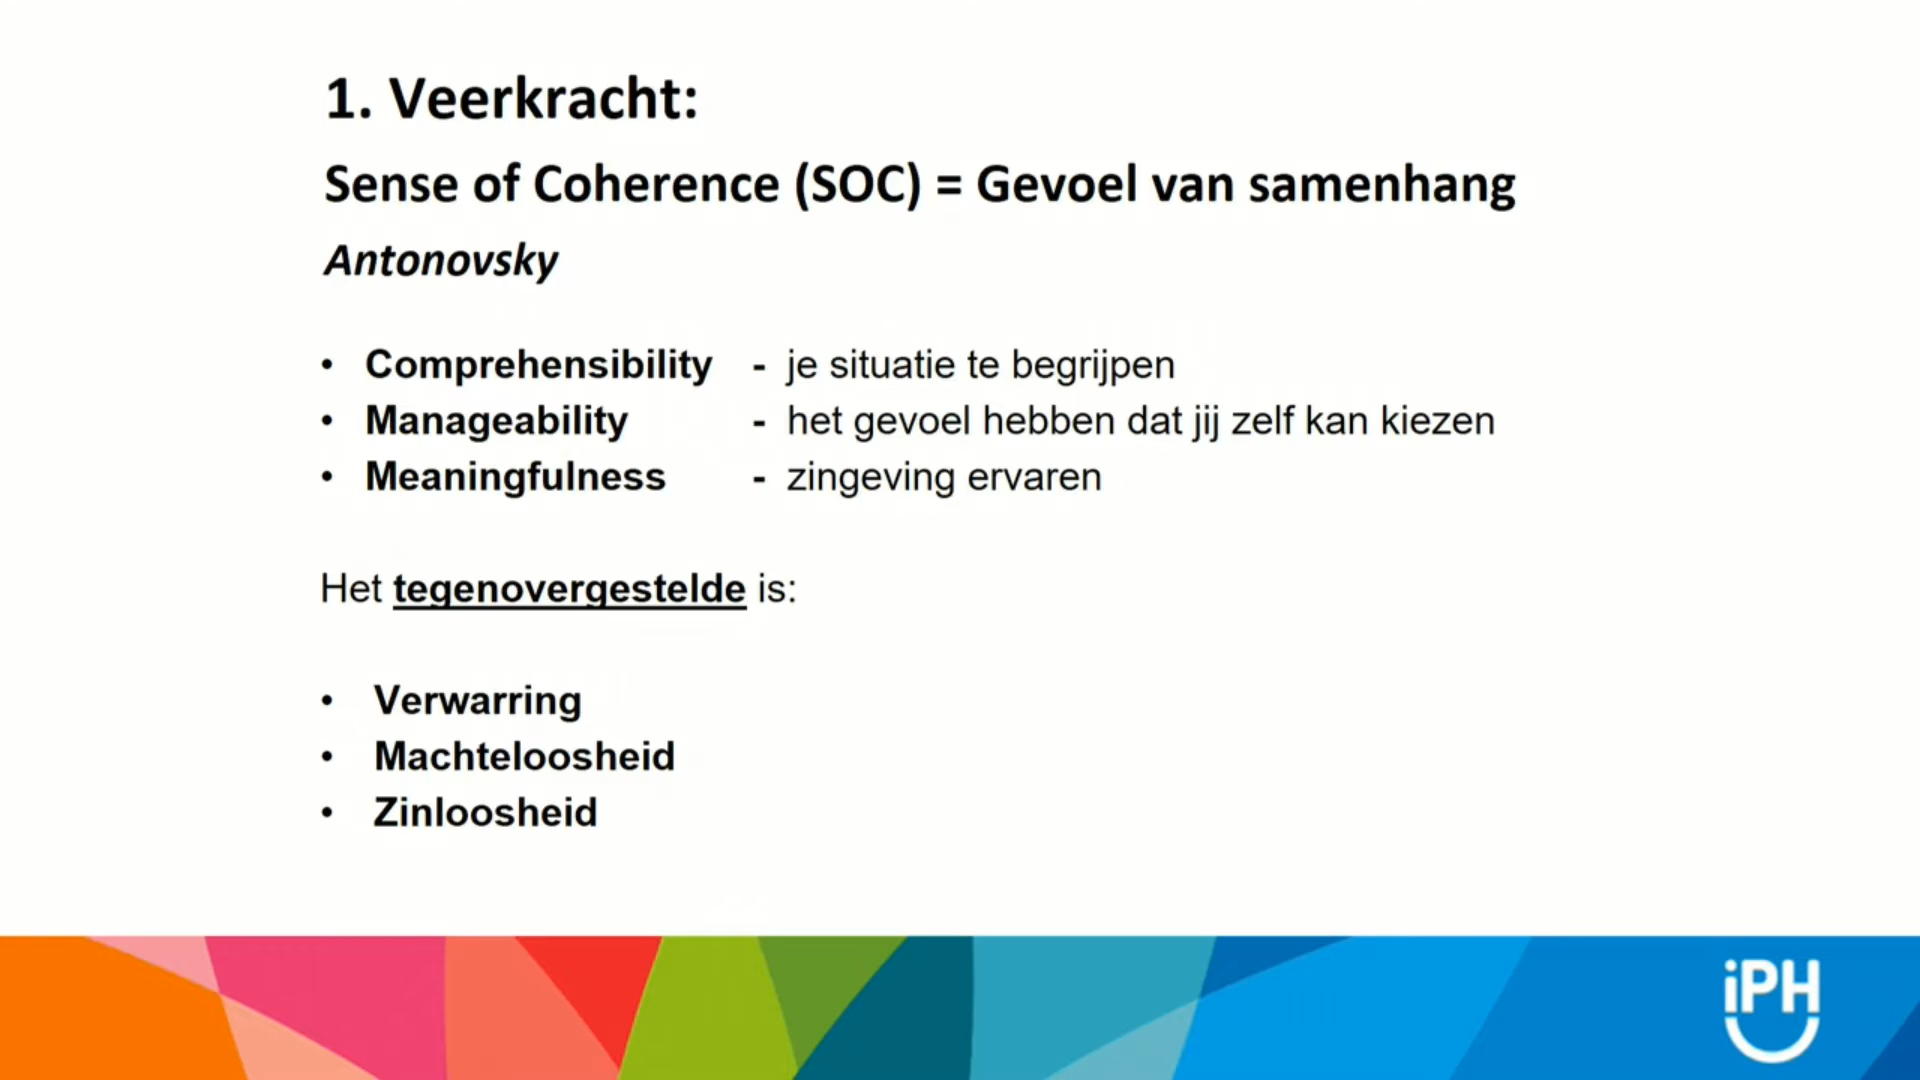 1. Veerkracht:
Sense of Coherence (SOC) = Gevoel van samenhang
Antonovsky
• Comprehensibility - je situatie te begrijpen
• Manageability - het gevoel hebben dat jij zelf kan kiezen
• Meaningfulness - zingeving ervaren
Het tegenovergestelde is:
• Verwarring
• Machteloosheid
• Zinloosheid
iPH